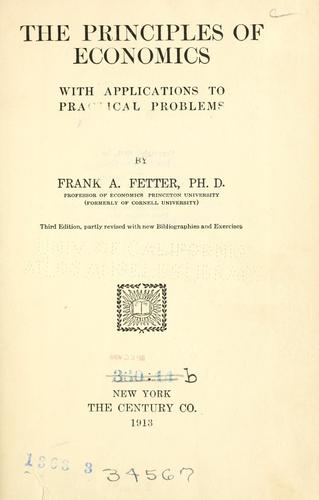 THE PRINCIPLES OF
ECONOMICS
WITH APPLICATIONS TO
PRACTICAL PROBLEMS
BY
FRANK A. FETTER, PH. D.
PROFESSOR OF ECONOMICS PRINCETON UNIVERSITY
(FORMERLY OF CORNELL UNIVERSITY)
Third Edition, partly revised with new Bibliographies and Exercises
b
NEW YORK
THE CENTURY CO.
1913
34567